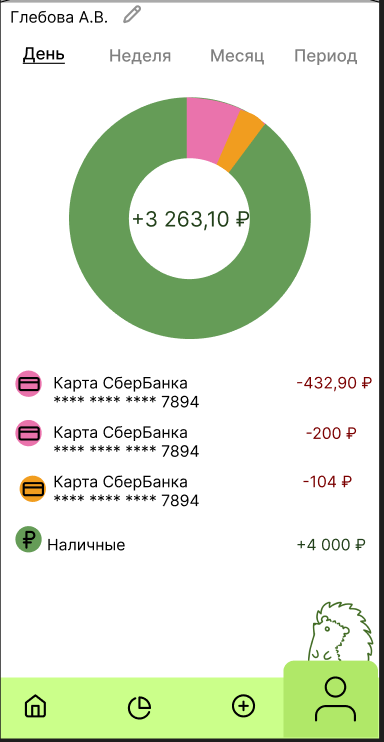 Глебова А.В.
День Неделя Месяц Период
+3 263,10 ₽
Карта СберБанка -432,90 ₽
**** **** **** 7894
Карта СберБанка -200 ₽
**** **** **** 7894
Карта СберБанка -104 ₽
**** **** **** 7894
₽ Наличные +4 000 ₽